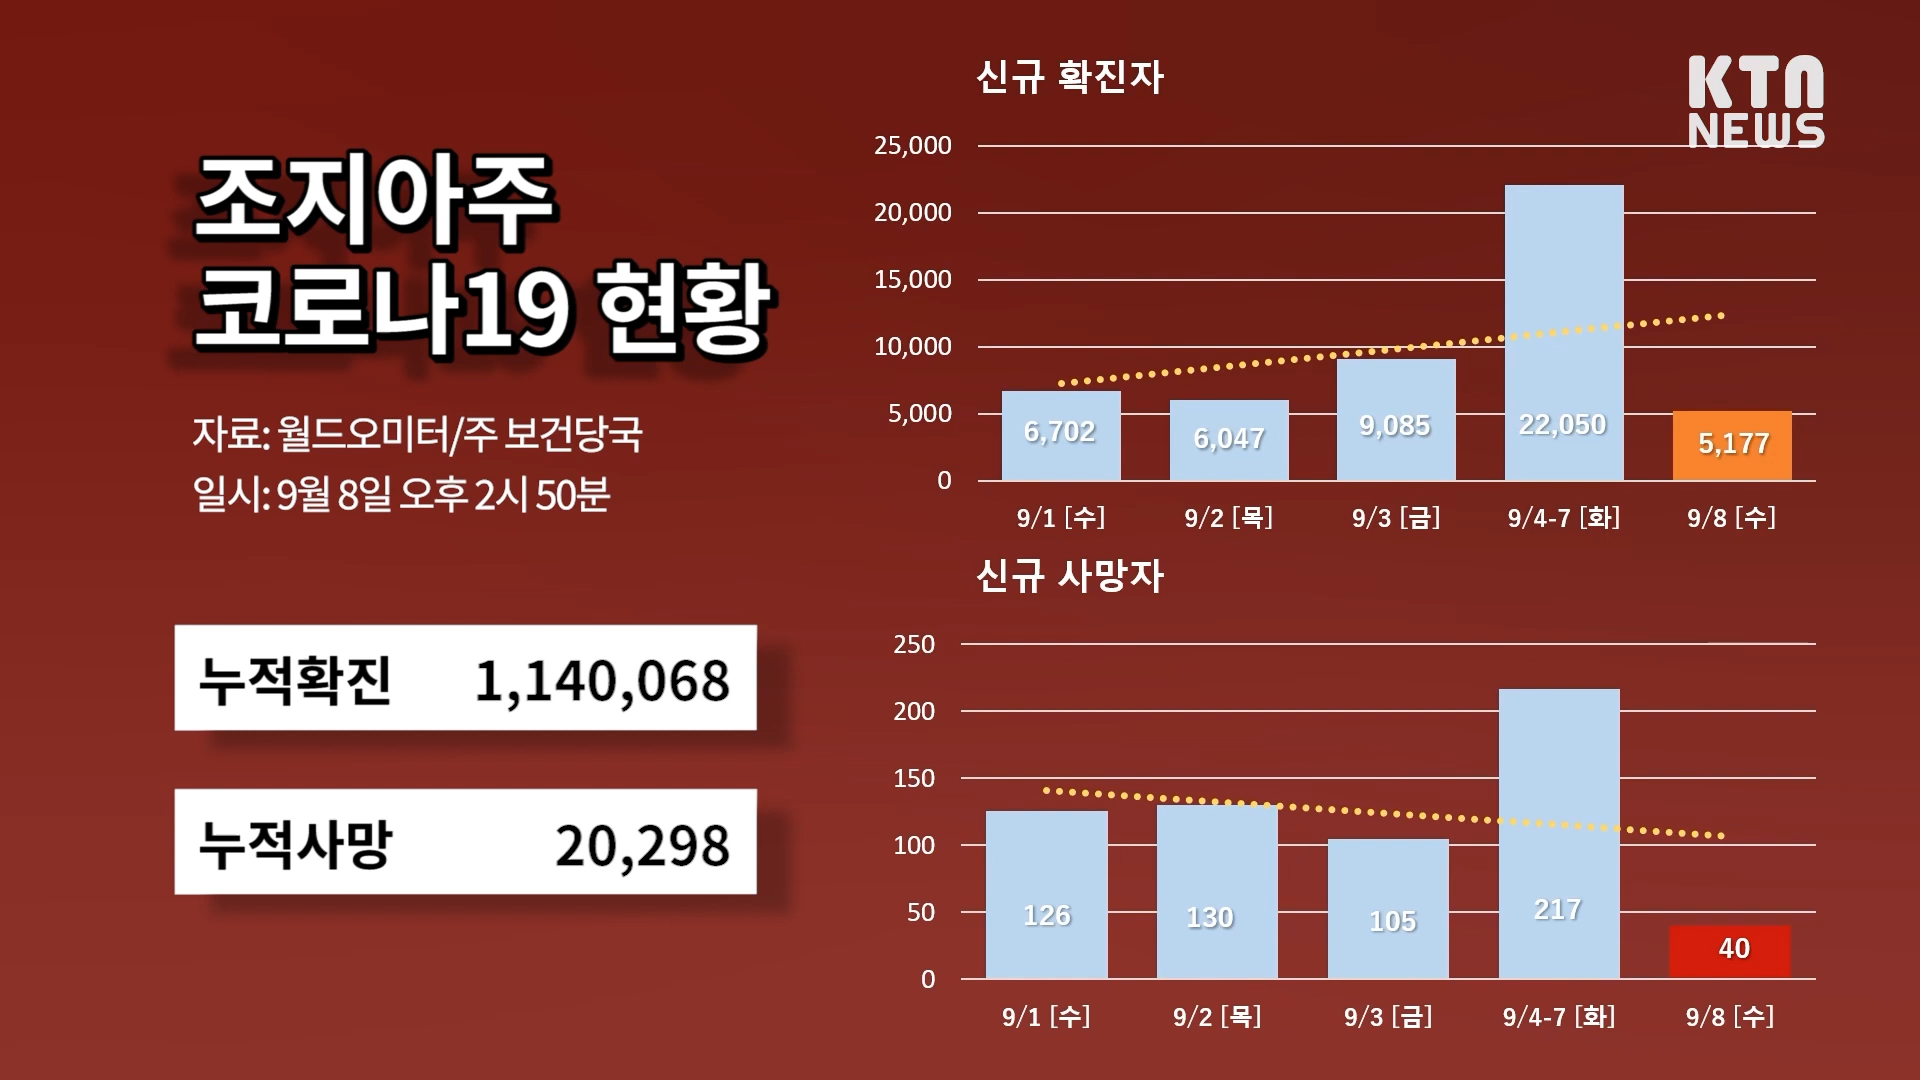 조지아주
코로나19 현황
자료: 월드오미터/주 보건당국
일시: 9월 8일 오후 2시 50분
누적확진 1,140,068
누적사망 20,298
KTN
NEWS
신규 확진자
25,000
20,000
15,000
10,000
5,000
0
6,702 6,047 9,085 22,050 5,177
9/1 [수] 9/2 [목] 9/3 [금] 9/4-7 [화] 9/8 [수]
신규 사망자
250
200
150
100
50
0
126 130 105 217 40
9/1 [수] 9/2 [목] 9/3 [금] 9/4-7 [화] 9/8 [수]